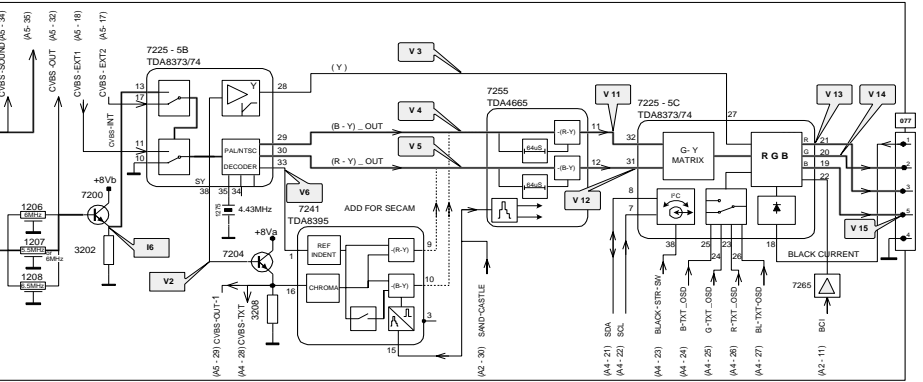 CVBS-SOUND(A5 - 34)
(A5- 35)
CVBS -OUT (A5 - 32)
CVBS -EXT1 (A5 - 18)
CVBS - EXT2 (A5- 17)
7225 - 5B
TDA8373/74
13
17
11
10
CVBS-INT
Y
PAL/NTSC
DECODER
SY
38
35
34
28
29
30
33
4.43MHz
( Y )
(B - Y) _ OUT
(R - Y) _ OUT
V 3
V 4
V 5
V6
7255
TDA4665
-(R-Y)
64uS
-(B-Y)
64uS
11
12
V 11
V 12
7225 - 5C
TDA8373/74
27
32
31
G- Y
MATRIX
R G B
R
G
B
21
20
19
22
V 13
V 14
V 15
077
1
2
3
5
4
8
7
I²C
38
25
24
23
26
18
BLACK CURRENT
7265
+8Vb
7200
1206
6MHz
1207
5,5MHz
6MHz
1208
6.5MHz
3202
I6
V2
+8Va
7204
3208
7241
TDA8395
ADD FOR SECAM
1
16
REF
INDENT
CHROMA
-(R-Y)
-(B-Y)
9
10
3
15
(A5 - 29) CVBS-OUT-1
(A4 - 28) CVBS-TXT
(A2 - 30) SAND-CASTLE
(A4 - 21) SDA
(A4 - 22) SCL
(A4 - 23) BLACK-STR-SW
(A4 - 24) B-TXT_OSD
(A4 - 25) G-TXT_OSD
(A4 - 26) R-TXT_OSD
(A4 - 27) BL-TXT-OSD
(A2 - 11) BCI